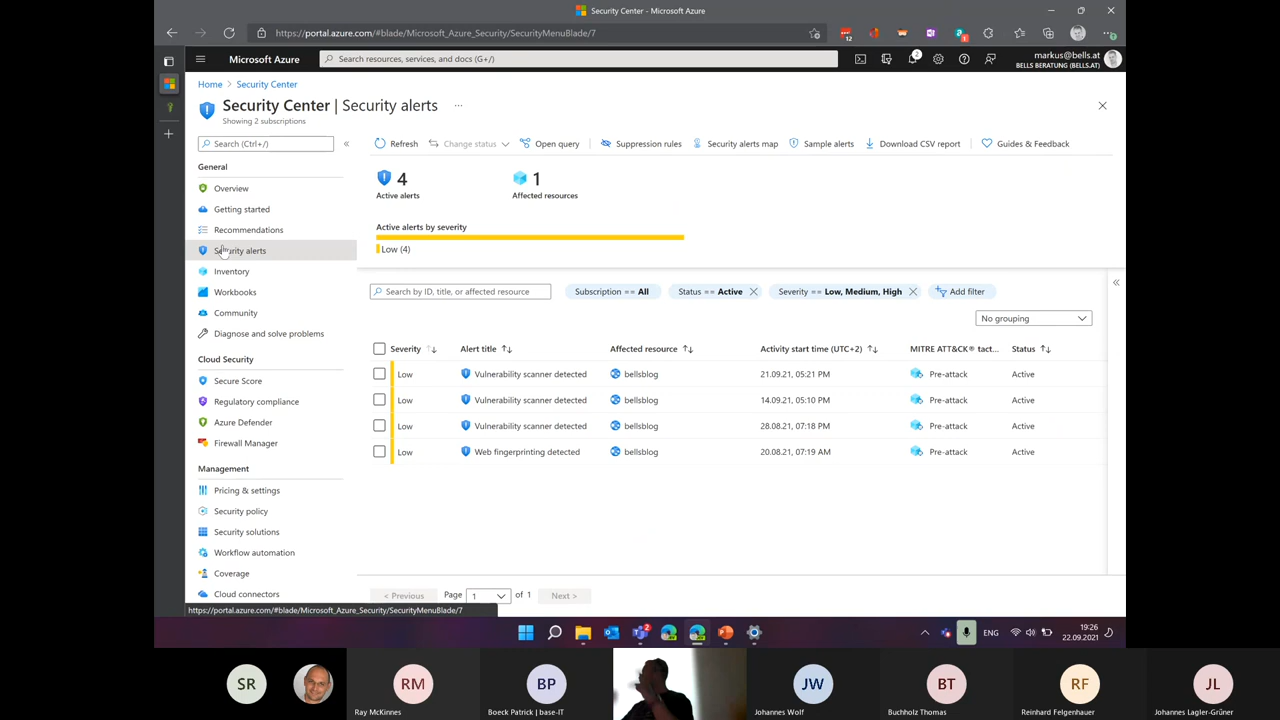 Security Center - Microsoft Azure
https://portal.azure.com/#blade/Microsoft_Azure_Security/SecurityMenuBlade/7
Microsoft Azure
Search resources, services, and docs (G+/)
2
markus@bells.at
BELLS BERATUNG (BELLS.AT)
Home > Security Center
Security Center | Security alerts ...
Showing 2 subscriptions
Search (Ctrl+/)
«
Refresh
Change status
Open query
Suppression rules
Security alerts map
Sample alerts
Download CSV report
Guides & Feedback
General
Overview
Getting started
Recommendations
Security alerts
Inventory
Workbooks
Community
Diagnose and solve problems
Cloud Security
Secure Score
Regulatory compliance
Azure Defender
Firewall Manager
Management
Pricing & settings
Security policy
Security solutions
Workflow automation
Coverage
Cloud connectors
4
Active alerts
1
Affected resources
Active alerts by severity
Low (4)
Search by ID, title, or affected resource
Subscription == All
Status == Active
Severity == Low, Medium, High
Add filter
No grouping
Severity Alert title Affected resource Activity start time (UTC+2) MITRE ATT&CK® tact... Status
Low Vulnerability scanner detected bellsblog 21.09.21, 05:21 PM Pre-attack Active
Low Vulnerability scanner detected bellsblog 14.09.21, 05:10 PM Pre-attack Active
Low Vulnerability scanner detected bellsblog 28.08.21, 07:18 PM Pre-attack Active
Low Web fingerprinting detected bellsblog 20.08.21, 07:19 AM Pre-attack Active
< Previous Page 1 of 1 Next >
https://portal.azure.com/#blade/Microsoft_Azure_Security/SecurityMenuBlade/7
ENG
19:26
22.09.2021
SR
RM
Ray McKinnes
BP
Boeck Patrick | base-IT
JW
Johannes Wolf
BT
Buchholz Thomas
RF
Reinhard Felgenhauer
JL
Johannes Lagler-Grüner